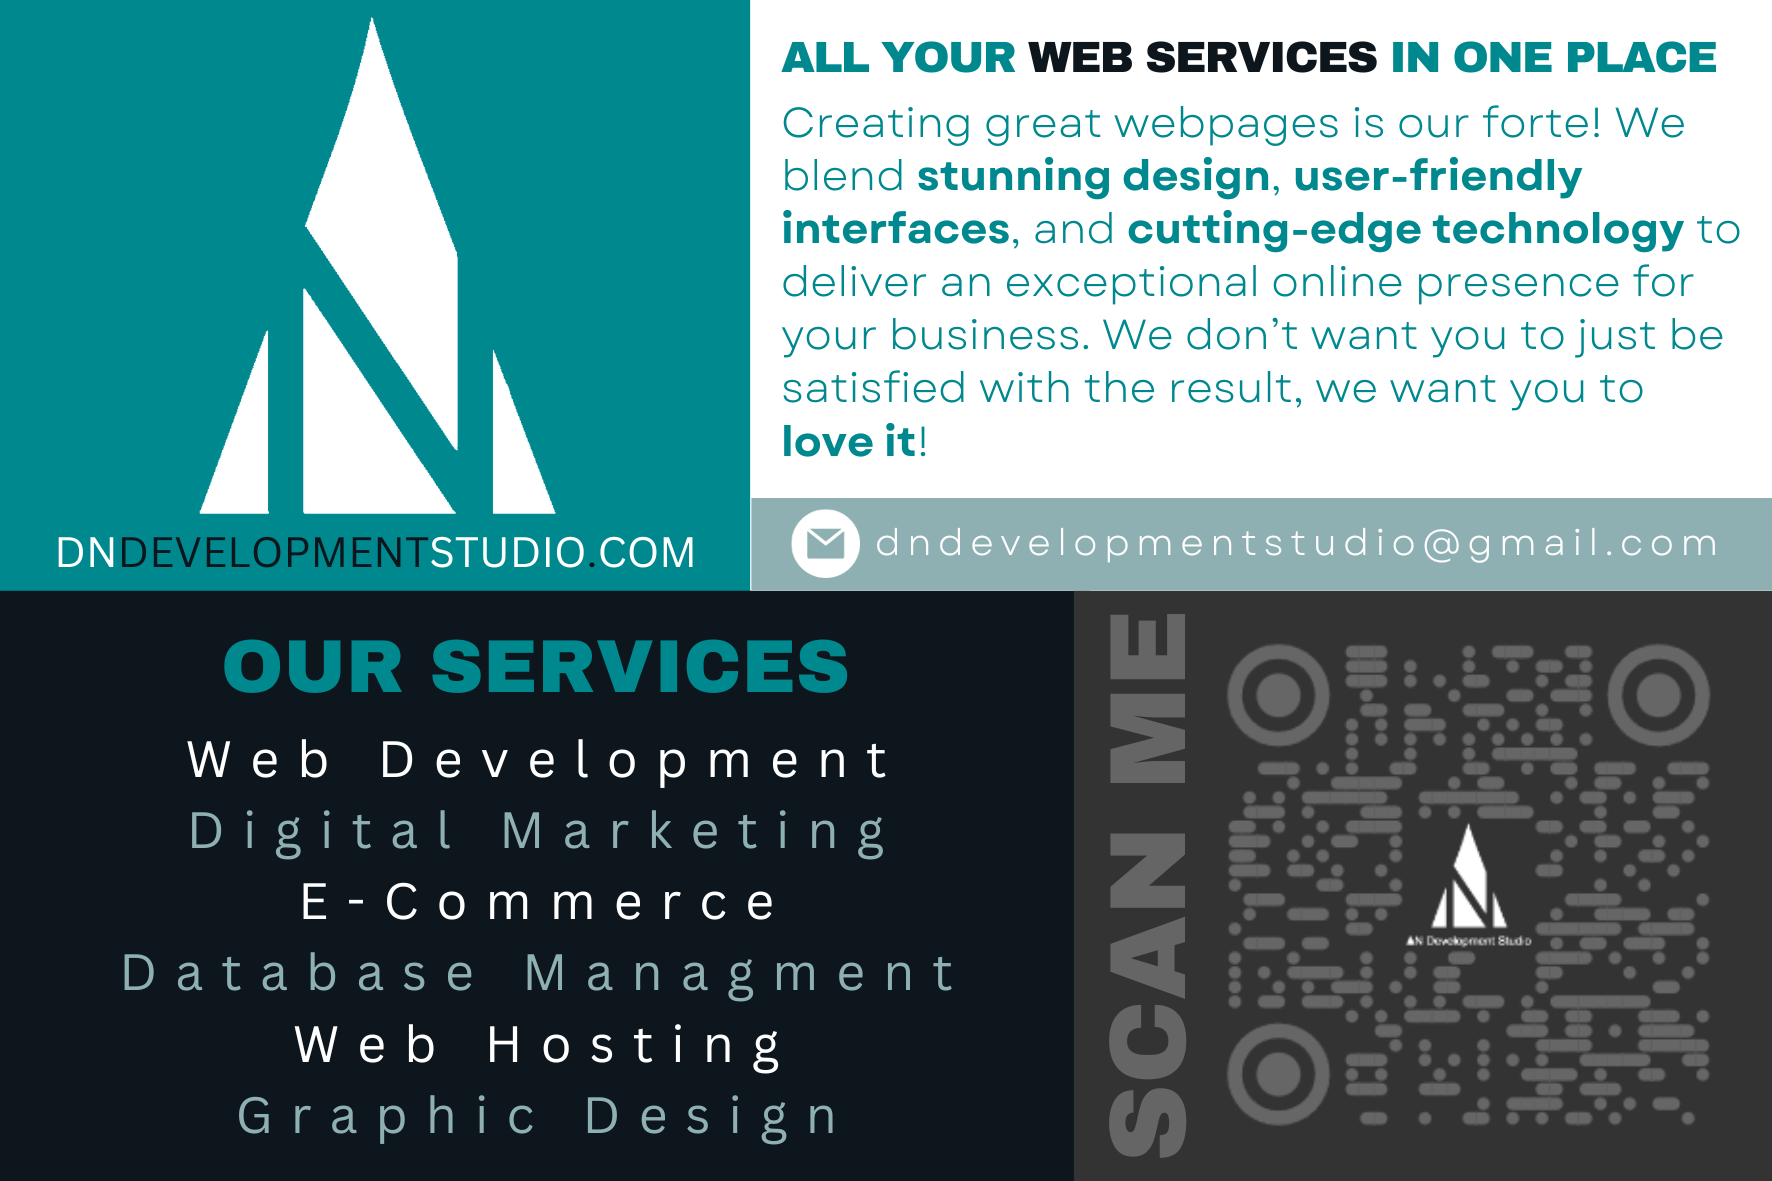 DNDEVELOPMENTSTUDIO.COM
ALL YOUR WEB SERVICES IN ONE PLACE
Creating great webpages is our forte! We
blend stunning design, user-friendly
interfaces, and cutting-edge technology to
deliver an exceptional online presence for
your business. We don’t want you to just be
satisfied with the result, we want you to
love it!
dndevelopmentstudio@gmail.com
OUR SERVICES
Web Development
Digital Marketing
E-Commerce
Database Managment
Web Hosting
Graphic Design
SCAN ME
ΔN Development Studio